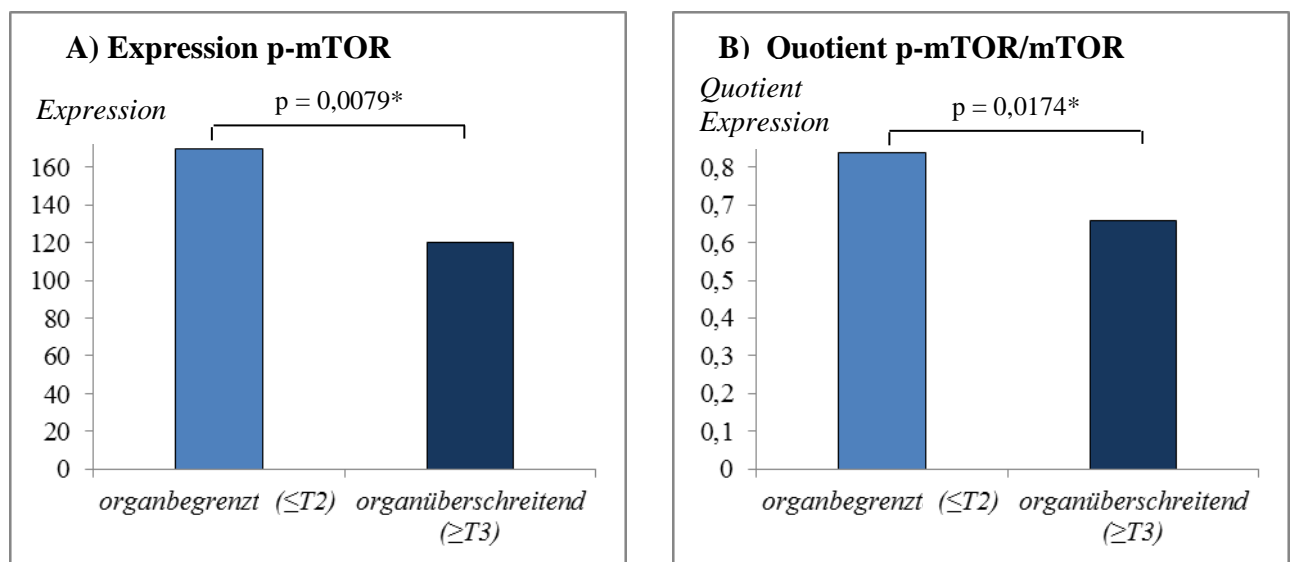 A) Expression p-mTOR
Expression
p = 0,0079*
160
140
120
100
80
60
40
20
0
organbegrenzt (≤T2)
organüberschreitend
(≥T3)
B) Quotient p-mTOR/mTOR
Quotient
Expression
p = 0,0174*
0,8
0,7
0,6
0,5
0,4
0,3
0,2
0,1
0
organbegrenzt (≤T2)
organüberschreitend
(≥T3)